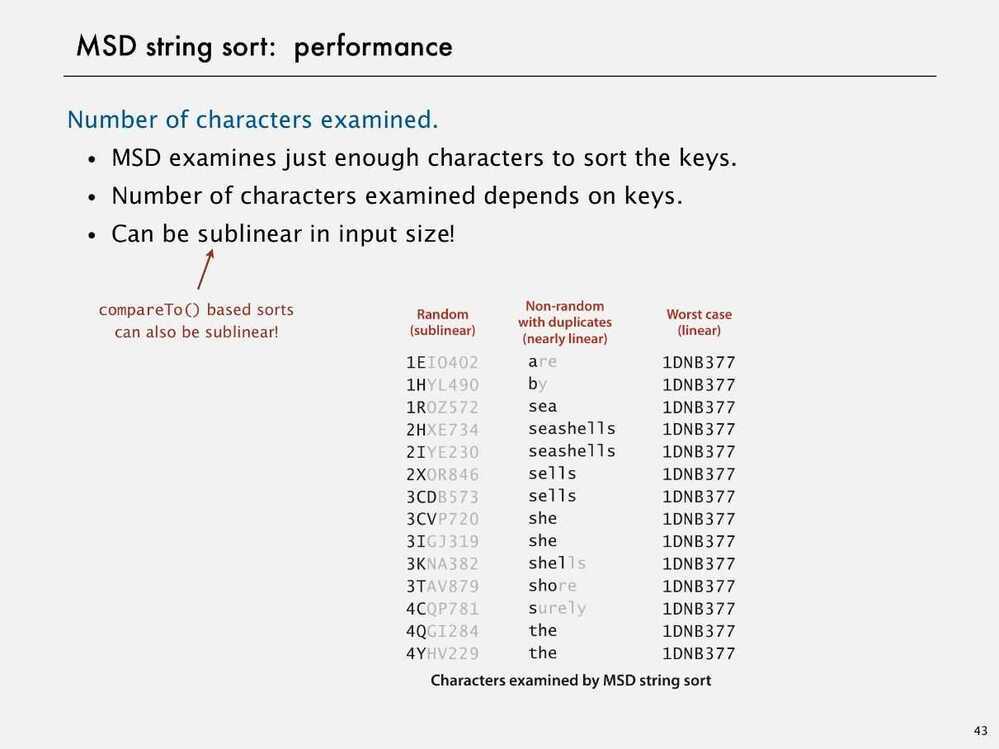 MSD string sort: performance
Number of characters examined.
• MSD examines just enough characters to sort the keys.
• Number of characters examined depends on keys.
• Can be sublinear in input size!
compareTo() based sorts
can also be sublinear!
Random
(sublinear)
Non-random
with duplicates
(nearly linear)
Worst case
(linear)
1EIO402 are 1DNB377
1HYL490 by 1DNB377
1ROZ572 sea 1DNB377
2HXE734 seashells 1DNB377
2IYE230 seashells 1DNB377
2XOR846 sells 1DNB377
3CDB573 sells 1DNB377
3CVP720 she 1DNB377
3IGJ319 she 1DNB377
3KNA382 shells 1DNB377
3TAV879 shore 1DNB377
4CQP781 surely 1DNB377
4QGI284 the 1DNB377
4YHV229 the 1DNB377
Characters examined by MSD string sort
43